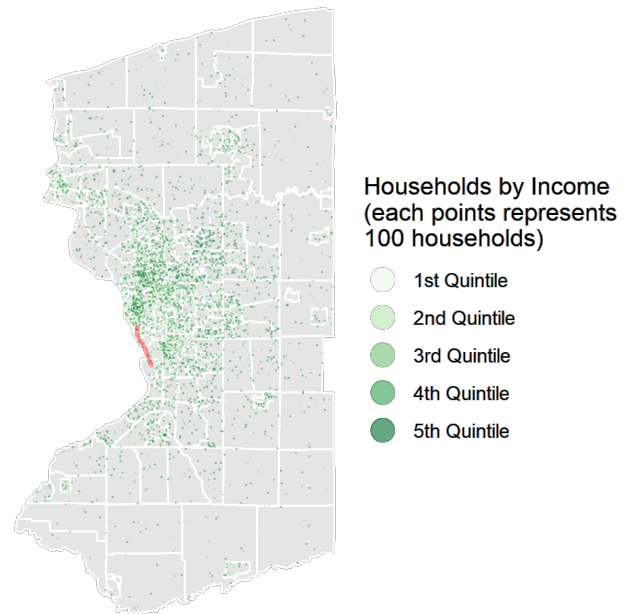 Households by Income
(each points represents
100 households)
1st Quintile
2nd Quintile
3rd Quintile
4th Quintile
5th Quintile